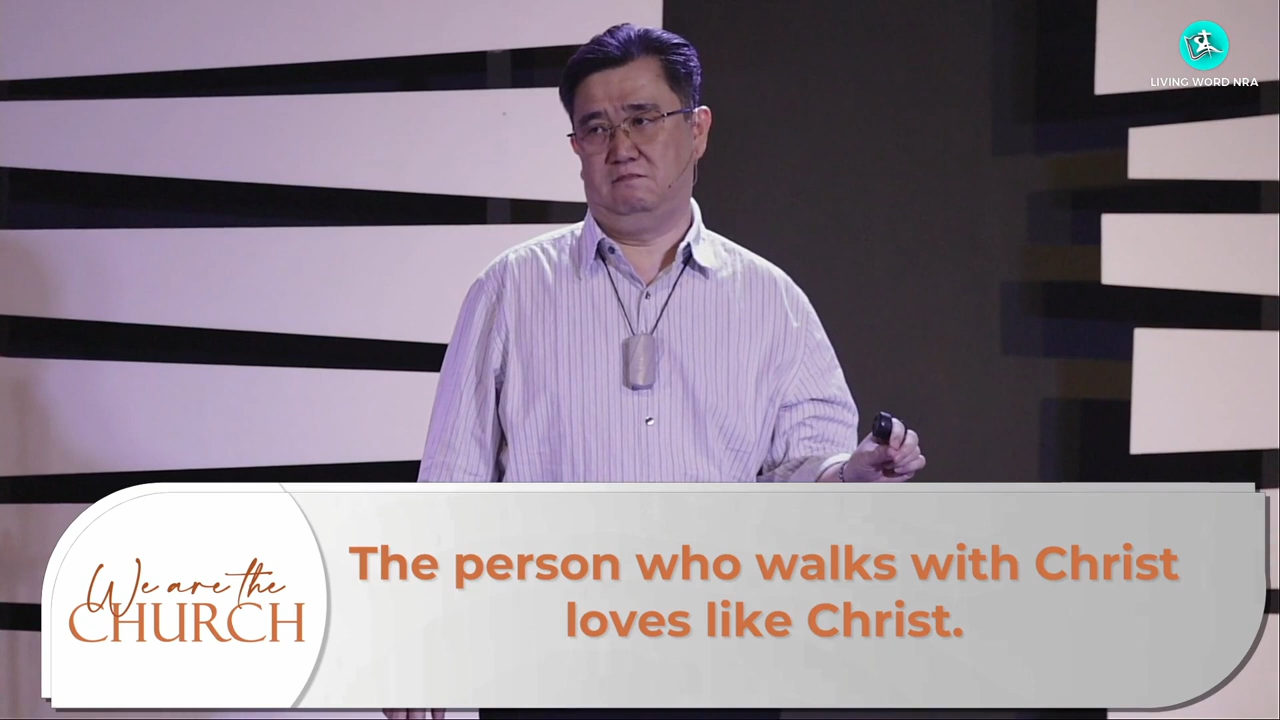 LIVING WORD NRA
We are the
CHURCH
The person who walks with Christ
loves like Christ.